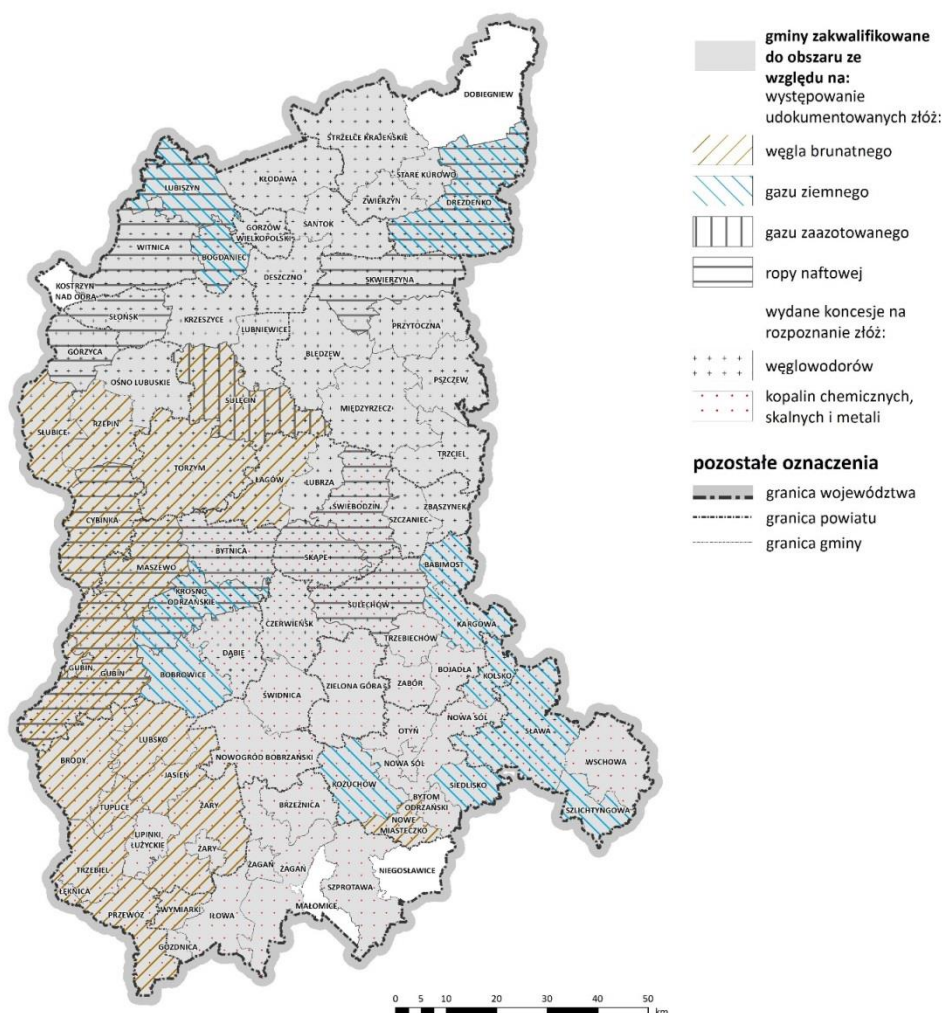 DOBIEGNIEW
STRZELCE KRAJEŃSKIE
STARE KUROWO
KŁODAWA
LUBISZYN
ZWIERZYN
DREZDENKO
SANTOK
GORZÓW
WIELKOPOLSKI
WITNICA
BOGDANIEC
DESZCZNO
SKWIERZYNA
KOSTRZYN
NAD ODRĄ
SŁOŃSK
KRZESZYCE
LUBNIEWICE
PRZYTOCZNA
GÓRZYCA
BLEDZEW
PSZCZEW
OŚNO LUBUSKIE
SULĘCIN
MIĘDZYRZECZ
SŁUBICE
RZEPIN
TRZCIEL
TORZYM
ŁAGÓW
LUBRZA
ŚWIEBODZIN
ZBĄSZYNEK
CYBINKA
SZCZANIEC
BYTNICA
SKĄPE
BABIMOST
MASZEWO
KROSNO
ODRZAŃSKIE
SULECHÓW
CZERWIEŃSK
KARGOWA
TRZEBIECHÓW
DĄBIE
GUBIN
GUBIN
BOBROWICE
ZIELONA GÓRA
ZABÓR
BOJADŁA
KOLSKO
ŚWIDNICA
NOWA SÓL
OTYŃ
SŁAWA
LUBSKO
BRODY
NOWOGRÓD BOBRZAŃSKI
NOWA SÓL
WSCHOWA
JASIEŃ
KOŻUCHÓW
SIEDLISKO
BYTOM
ODRZAŃSKI
TUPLICE
ŻARY
BRZEŹNICA
NOWE
MIASTECZKO
SZLICHTYNGOWA
LIPINKI
ŁUŻYCKIE
ŻARY
ŻAGAŃ
ŻAGAŃ
NIEGOSŁAWICE
TRZEBIEL
ŁĘKNICA
SZPROTAWA
MAŁOMICE
PRZEWÓZ
WYMIARKI
IŁOWA
GOZDNICA
0 5 10 20 30 40 50
km
gminy zakwalifikowane
do obszaru ze
względu na:
występowanie
udokumentowanych złóż:
węgla brunatnego
gazu ziemnego
gazu zaazotowanego
ropy naftowej
wydane koncesje na
rozpoznanie złóż:
węglowodorów
kopalin chemicznych,
skalnych i metali
pozostałe oznaczenia
granica województwa
granica powiatu
granica gminy